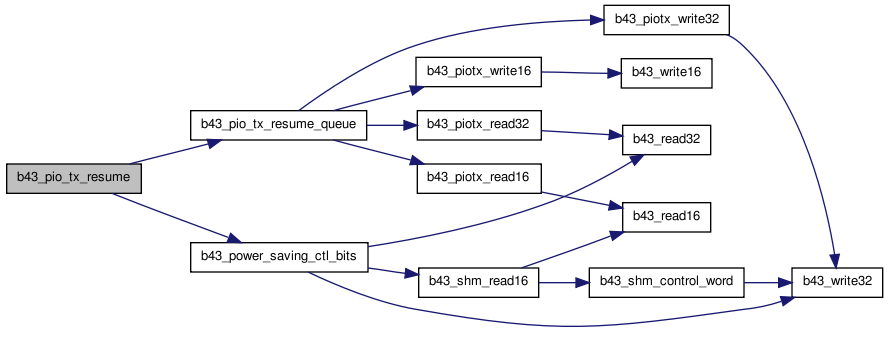 b43_piotx_write32
b43_piotx_write16
b43_write16
b43_pio_tx_resume_queue
b43_piotx_read32
b43_read32
b43_pio_tx_resume
b43_piotx_read16
b43_read16
b43_power_saving_ctl_bits
b43_shm_read16
b43_shm_control_word
b43_write32